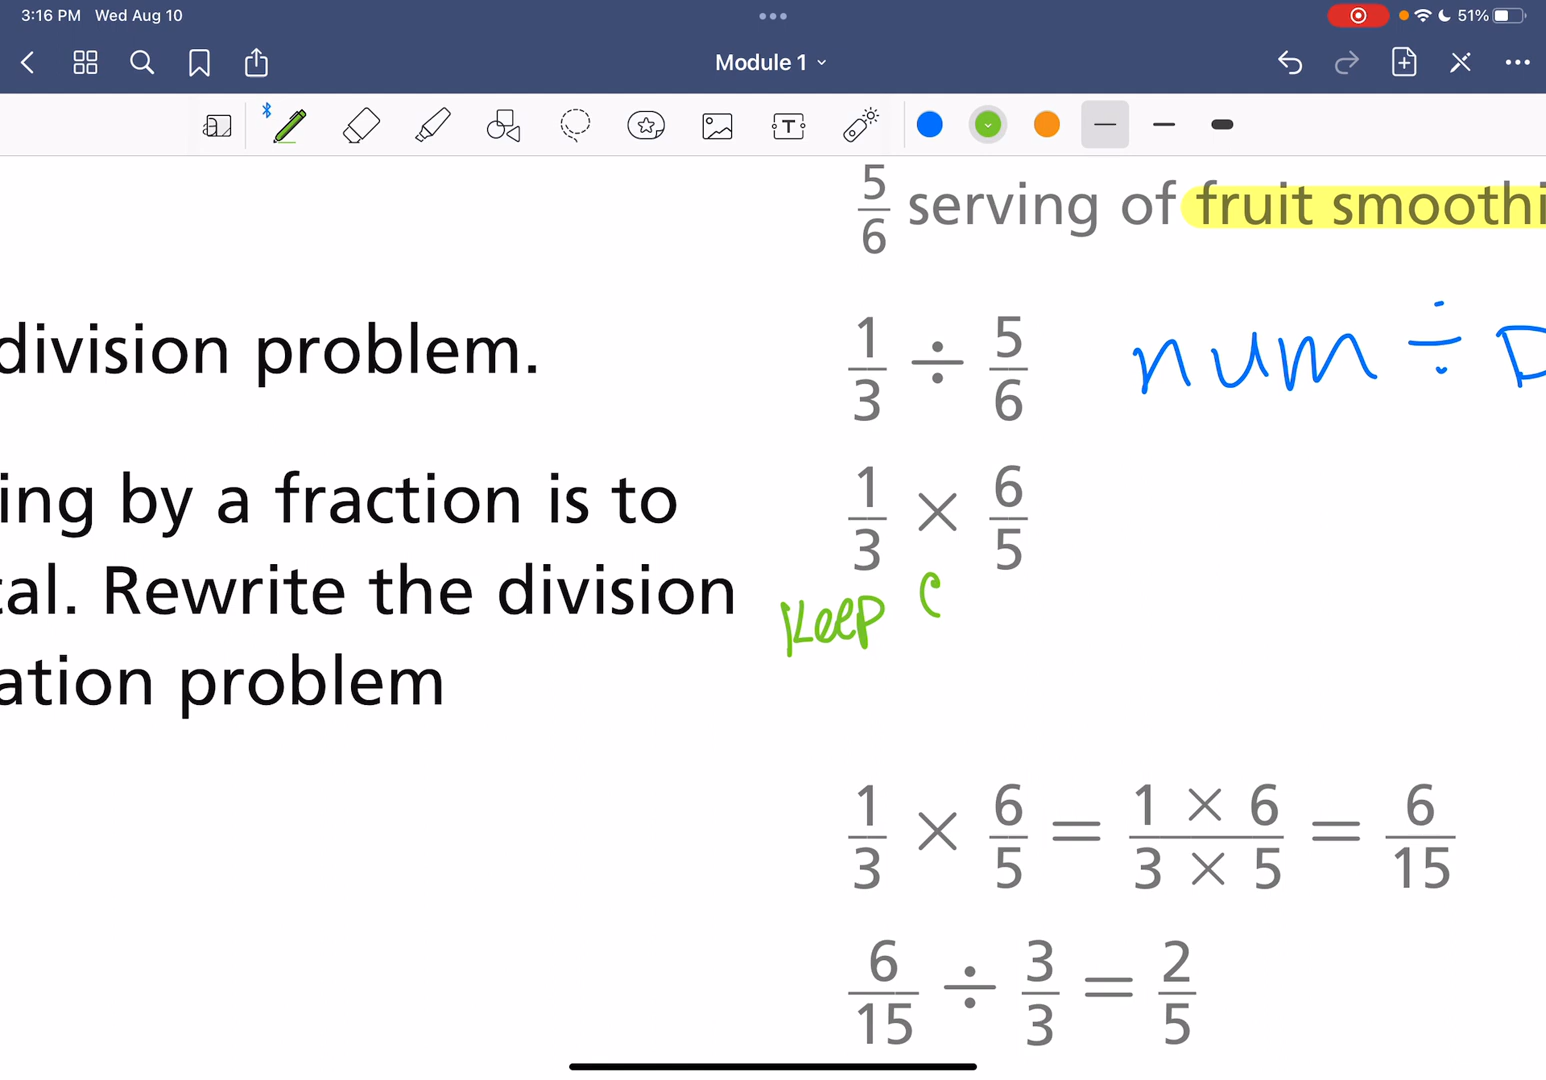 3:16 PM Wed Aug 10
51%
Module 1
5/6 serving of fruit smoothi
division problem.
1/3 ÷ 5/6 num ÷ D
ing by a fraction is to
1/3 × 6/5
tal. Rewrite the division
Keep C
ation problem
1/3 × 6/5 = 1 × 6/3 × 5 = 6/15
6/15 ÷ 3/3 = 2/5